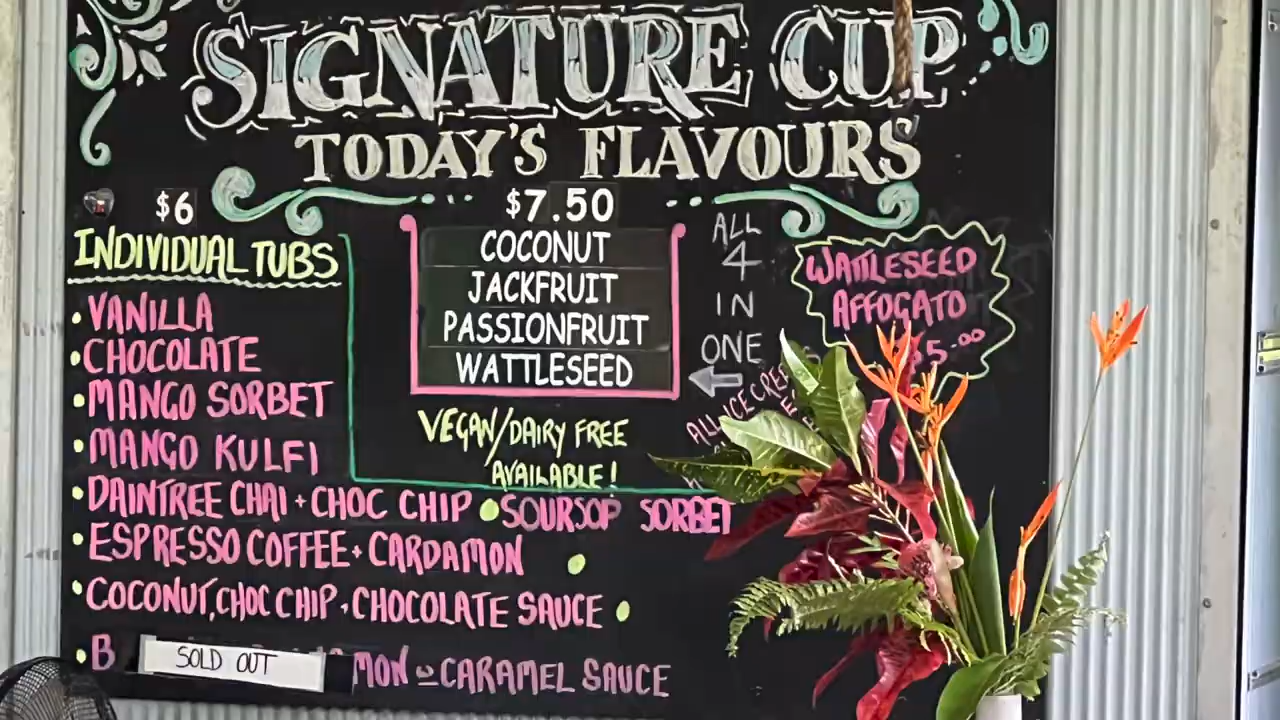 SIGNATURE CUP
TODAY'S FLAVOURS
$6
INDIVIDUAL TUBS
• VANILLA
• CHOCOLATE
• MANGO SORBET
• MANGO KULFI
• DAINTREE CHAI + CHOC CHIP
• SOURSOP SORBET
• ESPRESSO COFFEE + CARDAMON
• COCONUT, CHOC CHIP + CHOCOLATE SAUCE
• B
SOLD OUT
MON CARAMEL SAUCE
$7.50
COCONUT
JACKFRUIT
PASSIONFRUIT
WATTLESEED
VEGAN/DAIRY FREE
AVAILABLE!
ALL
4
IN
ONE
WATTLESEED
AFFOGATO
5.00
ALL ICE